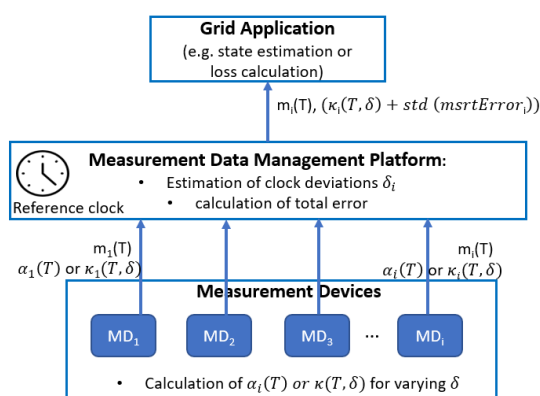 Grid Application
(e.g. state estimation or
loss calculation)
mᵢ(T), (κᵢ(T, δ) + std (msrtErrorᵢ))
Measurement Data Management Platform:
• Estimation of clock deviations δᵢ
• calculation of total error
Reference clock
m₁(T)
α₁(T) or κ₁(T, δ)
mᵢ(T)
αᵢ(T) or κᵢ(T, δ)
Measurement Devices
MD₁ MD₂ MD₃ ... MDᵢ
• Calculation of αᵢ(T) or κ(T, δ) for varying δ